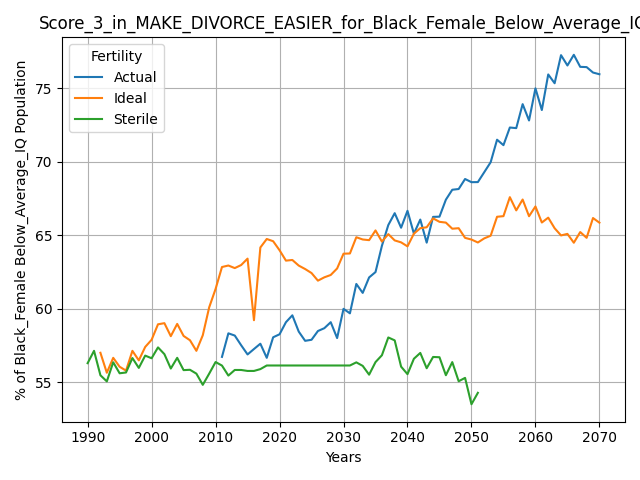 Score_3_in_MAKE_DIVORCE_EASIER_for_Black_Female_Below_Average_IQ
Fertility
Actual
Ideal
Sterile
% of Black_Female Below_Average_IQ Population
75
70
65
60
55
1990 2000 2010 2020 2030 2040 2050 2060 2070
Years